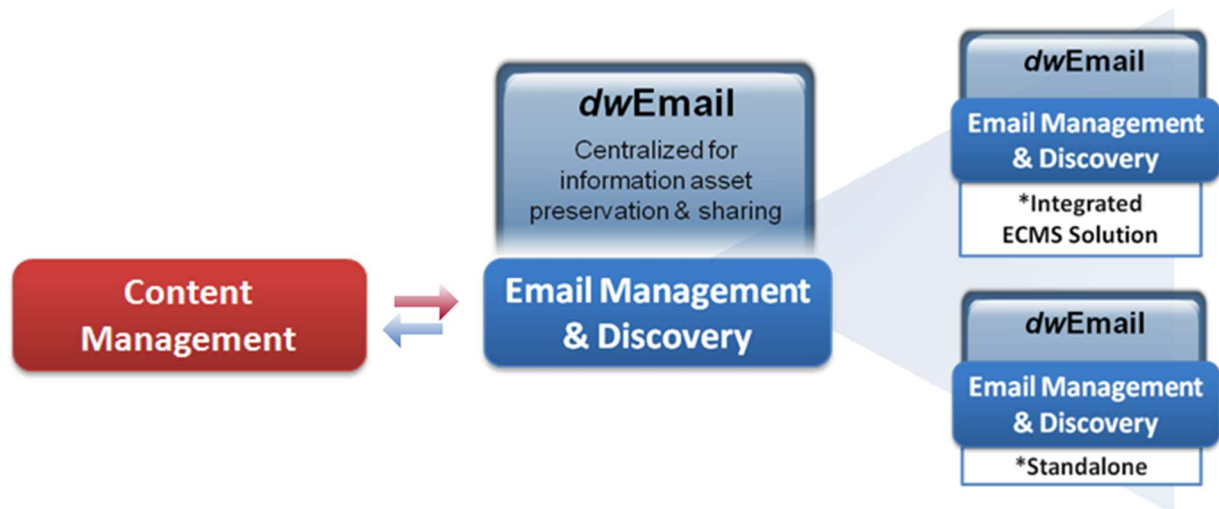 Content
Management
dwEmail
Centralized for
information asset
preservation & sharing
Email Management
& Discovery
dwEmail
Email Management
& Discovery
*Integrated
ECMS Solution
dwEmail
Email Management
& Discovery
*Standalone